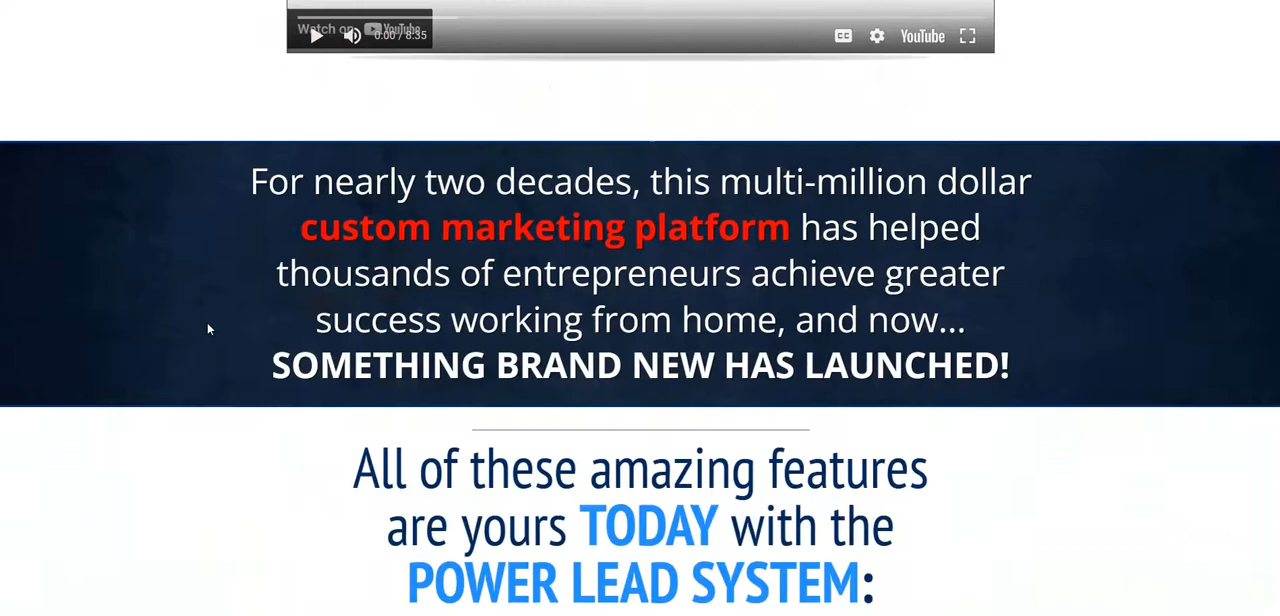 Watch on YouTube
0:00 / 8:35
CC
YouTube
For nearly two decades, this multi-million dollar
custom marketing platform has helped
thousands of entrepreneurs achieve greater
success working from home, and now...
SOMETHING BRAND NEW HAS LAUNCHED!
All of these amazing features
are yours TODAY with the
POWER LEAD SYSTEM: